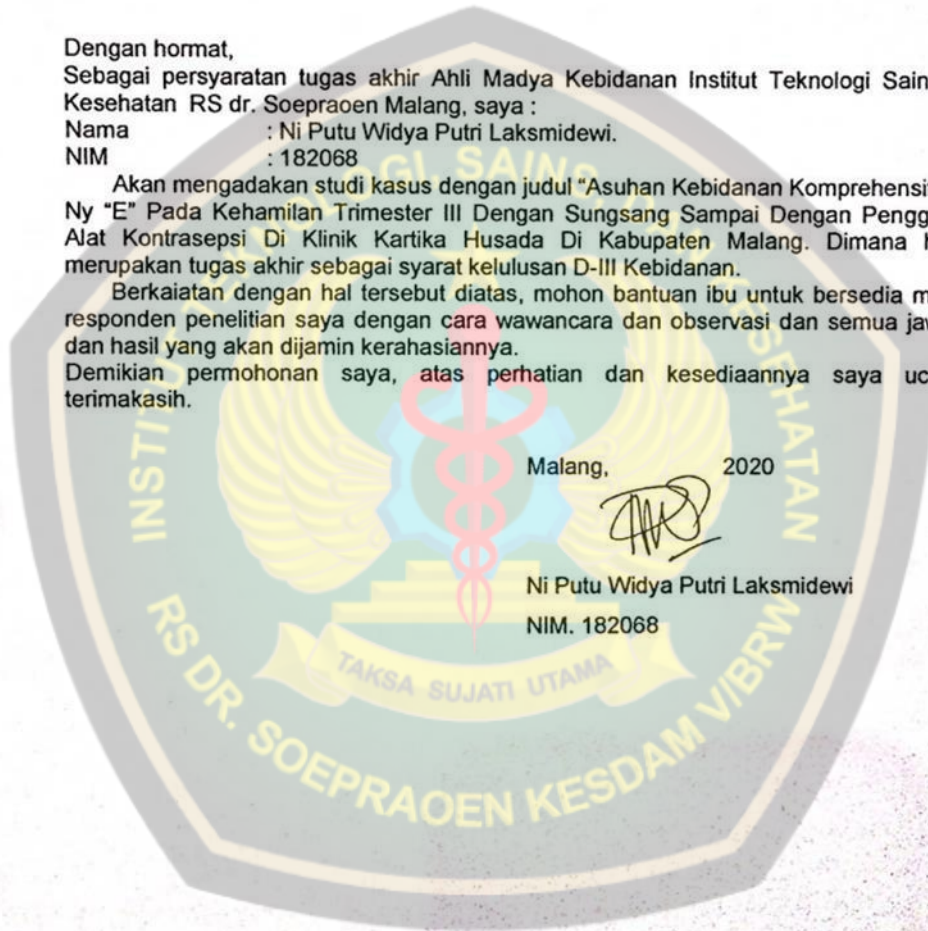 Dengan hormat,
Sebagai persyaratan tugas akhir Ahli Madya Kebidanan Institut Teknologi Sain
Kesehatan RS dr. Soepraoen Malang, saya :
Nama : Ni Putu Widya Putri Laksmidewi.
NIM : 182068
Akan mengadakan studi kasus dengan judul “Asuhan Kebidanan Komprehensi
Ny “E” Pada Kehamilan Trimester III Dengan Sungsang Sampai Dengan Pengg
Alat Kontrasepsi Di Klinik Kartika Husada Di Kabupaten Malang. Dimana h
merupakan tugas akhir sebagai syarat kelulusan D-III Kebidanan.
Berkaiatan dengan hal tersebut diatas, mohon bantuan ibu untuk bersedia m
responden penelitian saya dengan cara wawancara dan observasi dan semua ja
dan hasil yang akan dijamin kerahasiannya.
Demikian permohonan saya, atas perhatian dan kesediaannya saya uc
terimakasih.
Malang, 2020
Ni Putu Widya Putri Laksmidewi
NIM. 182068
INSTITUT TEKNOLOGI, SAINS, DAN KESEHATAN
RS DR. SOEPRAOEN KESDAM V/BRW
TAKSA SUJATI UTAMA